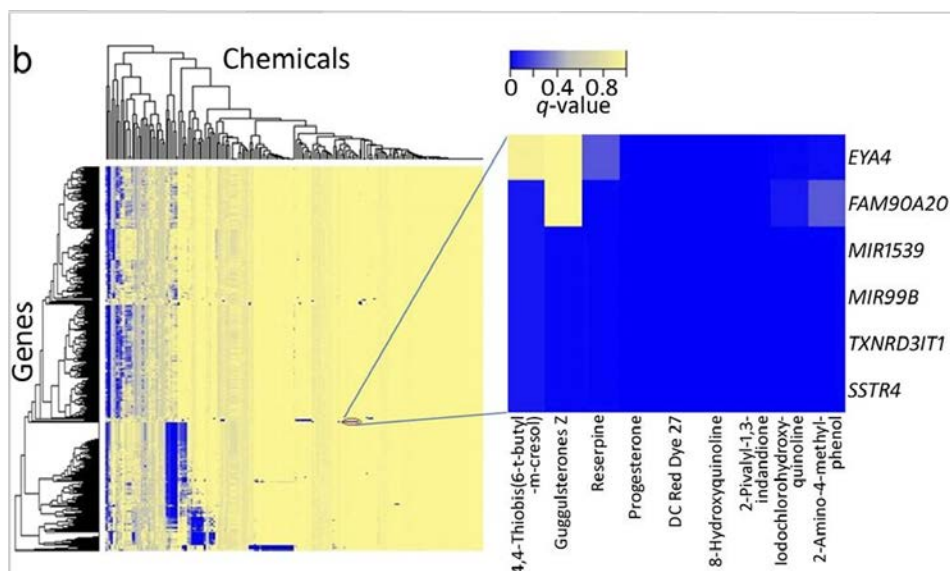 b
Chemicals
Genes
0 0.4 0.8
q-value
EYA4
FAM90A20
MIR1539
MIR99B
TXNRD3IT1
SSTR4
4,4-Thiobis(6-t-butyl
-m-cresol)
Guggulsterones Z
Reserpine
Progesterone
DC Red Dye 27
8-Hydroxyquinoline
2-Pivalyl-1,3-
indandione
Iodochlorohydroxy-
quinoline
2-Amino-4-methyl-
phenol